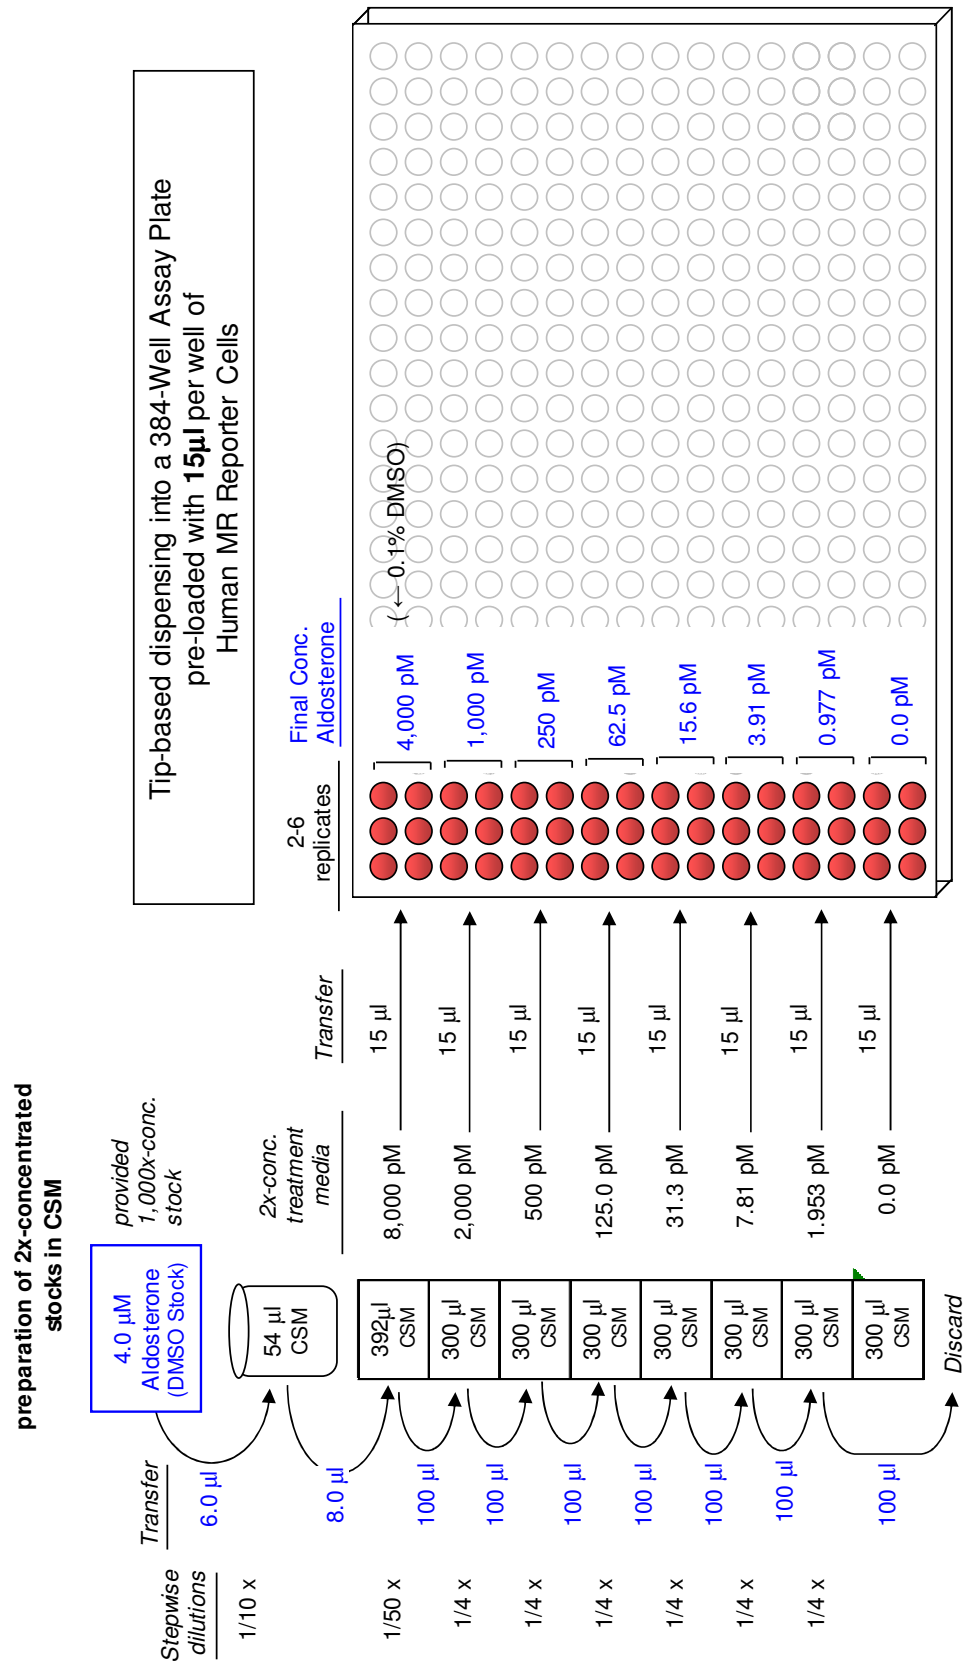 preparation of 2x-concentrated
stocks in CSM
Tip-based dispensing into a 384-Well Assay Plate
pre-loaded with 15µl per well of
Human MR Reporter Cells
Stepwise
dilutions
Transfer
4.0 µM
Aldosterone
(DMSO Stock)
provided
1,000x-conc.
stock
1/10 x
6.0 µl
54 µl
CSM
8.0 µl
2x-conc.
treatment
media
Transfer
2-6
replicates
Final Conc.
Aldosterone
1/50 x
392µl
CSM
8,000 pM
15 µl
4,000 pM
(← 0.1% DMSO)
1/4 x
100 µl
300 µl
CSM
2,000 pM
15 µl
1,000 pM
1/4 x
100 µl
300 µl
CSM
500 pM
15 µl
250 pM
1/4 x
100 µl
300 µl
CSM
125.0 pM
15 µl
62.5 pM
1/4 x
100 µl
300 µl
CSM
31.3 pM
15 µl
15.6 pM
1/4 x
100 µl
300 µl
CSM
7.81 pM
15 µl
3.91 pM
1/4 x
100 µl
300 µl
CSM
1.953 pM
15 µl
0.977 pM
100 µl
300 µl
CSM
0.0 pM
15 µl
0.0 pM
Discard